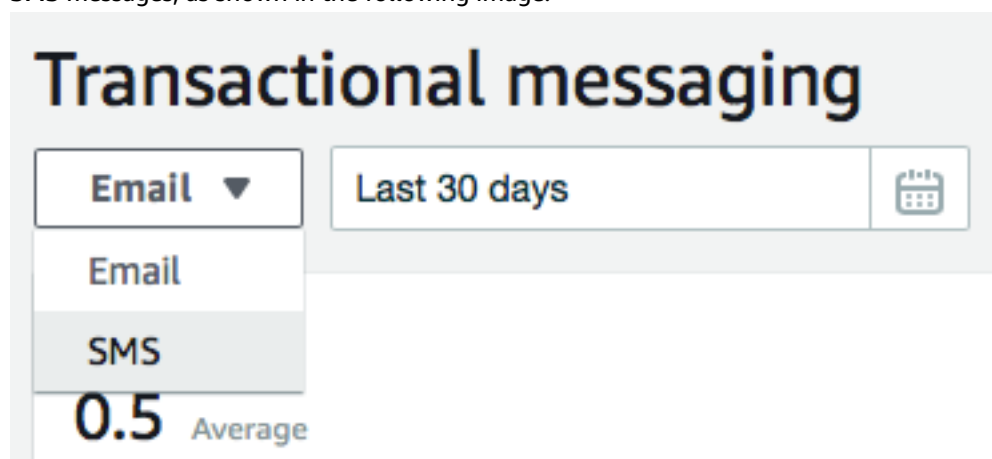 SMS messages, as shown in the following image.
Transactional messaging
Email Last 30 days
Email
SMS
0.5 Average